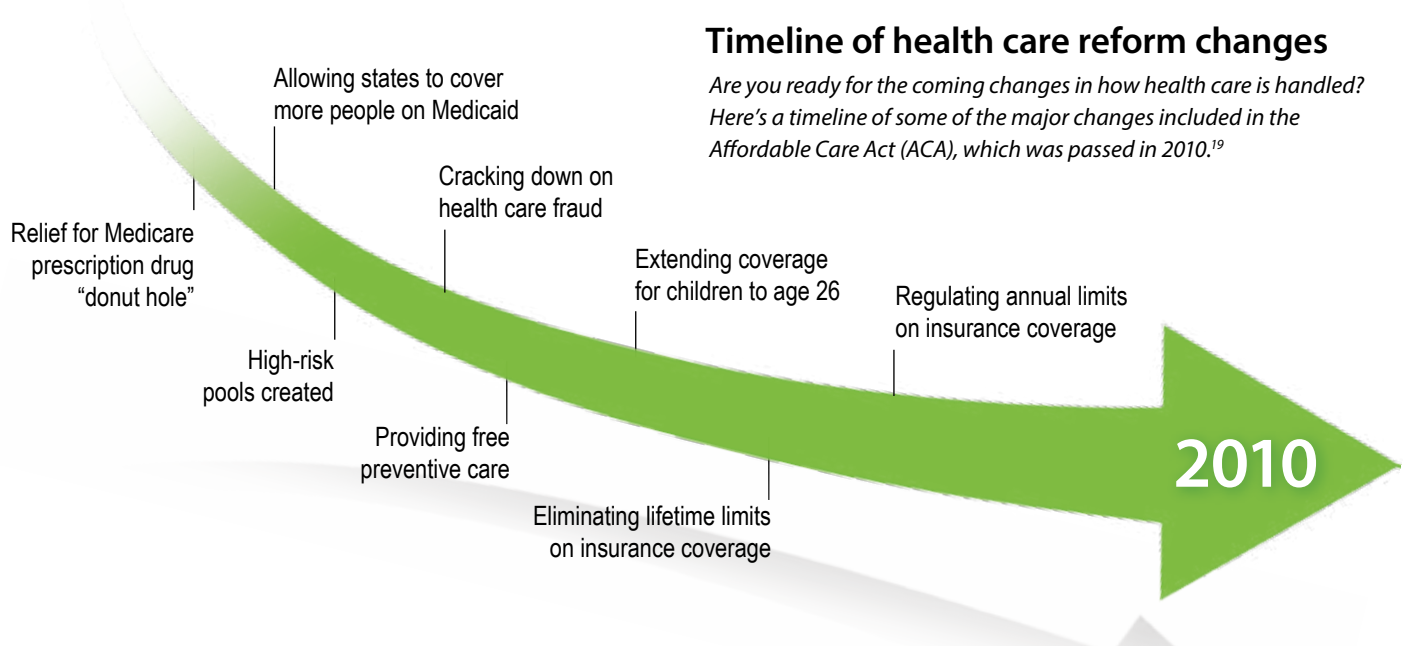 Timeline of health care reform changes
Are you ready for the coming changes in how health care is handled?
Here’s a timeline of some of the major changes included in the
Affordable Care Act (ACA), which was passed in 2010.19
Relief for Medicare
prescription drug
“donut hole”
Allowing states to cover
more people on Medicaid
High-risk
pools created
Cracking down on
health care fraud
Providing free
preventive care
Extending coverage
for children to age 26
Eliminating lifetime limits
on insurance coverage
Regulating annual limits
on insurance coverage
2010